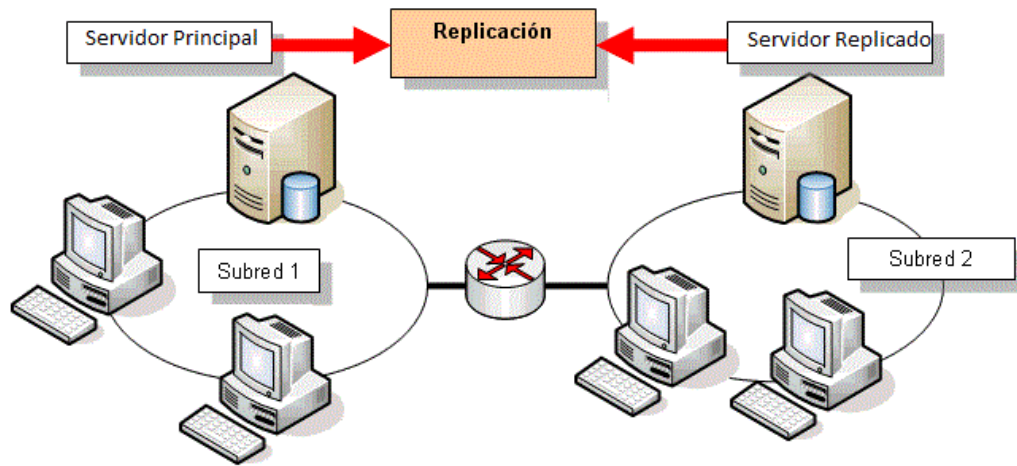 Servidor Principal
Replicación
Servidor Replicado
Subred 1
Subred 2